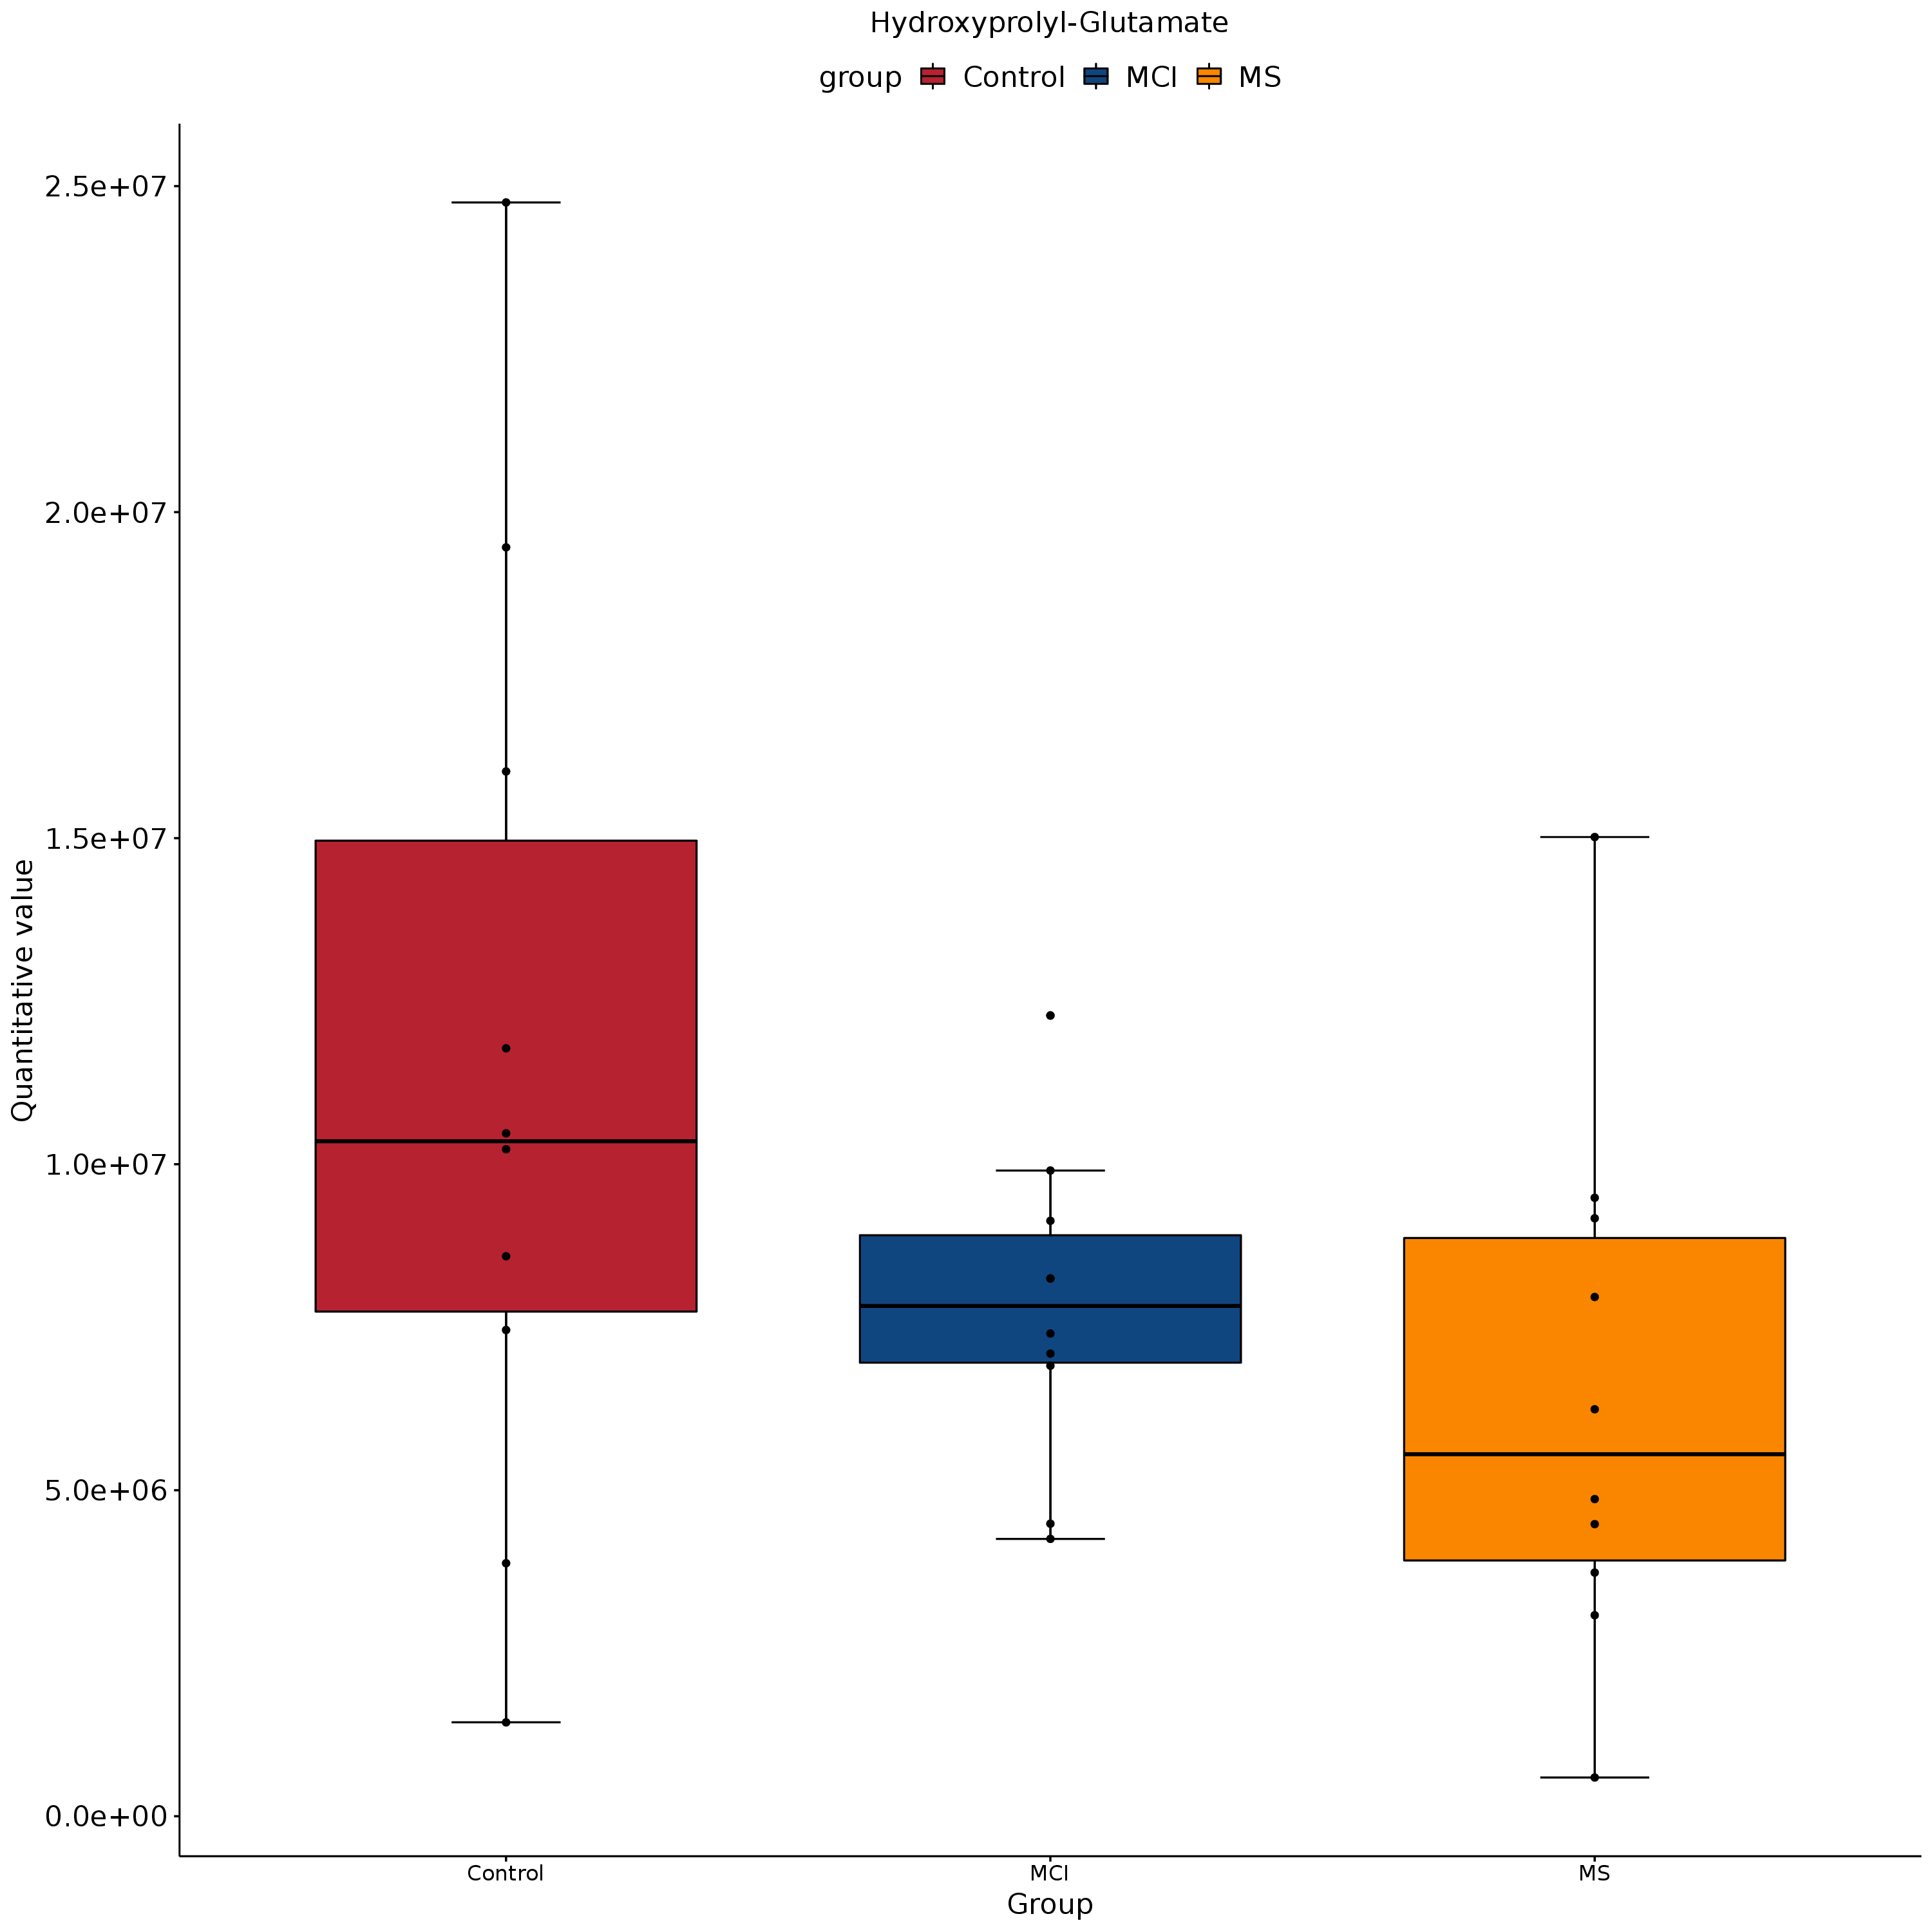 Hydroxyprolyl-Glutamate
group Control MCI MS
2.5e+07
2.0e+07
1.5e+07
1.0e+07
5.0e+06
0.0e+00
Quantitative value
Control MCI MS
Group